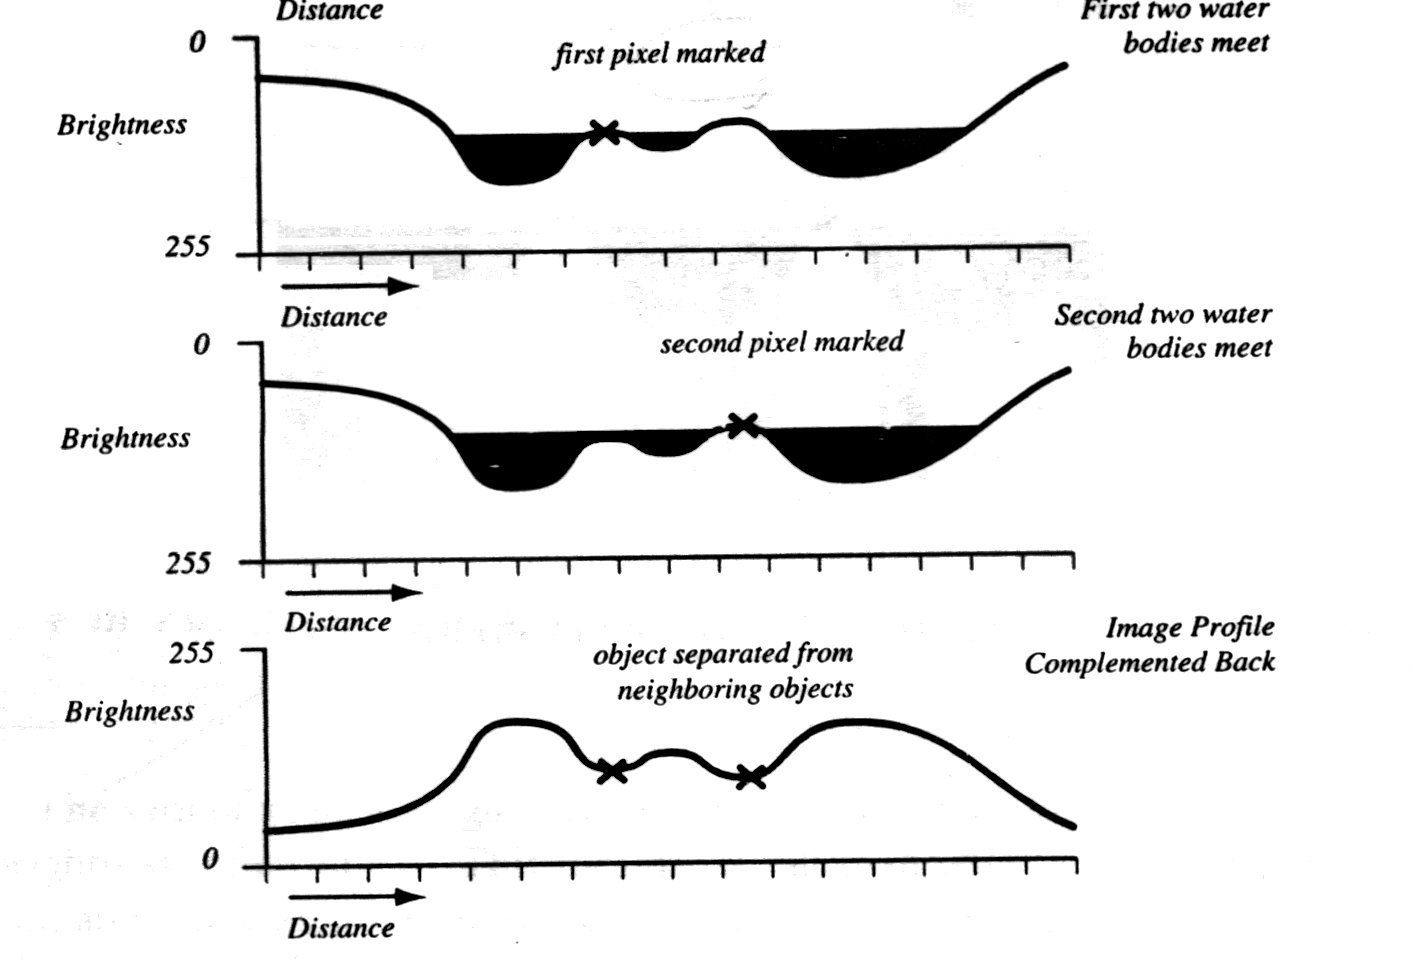 Distance
First two water
bodies meet
0
first pixel marked
Brightness
255
Distance
Second two water
bodies meet
0
second pixel marked
Brightness
255
Distance
Image Profile
Complemented Back
255
object separated from
neighboring objects
Brightness
0
Distance